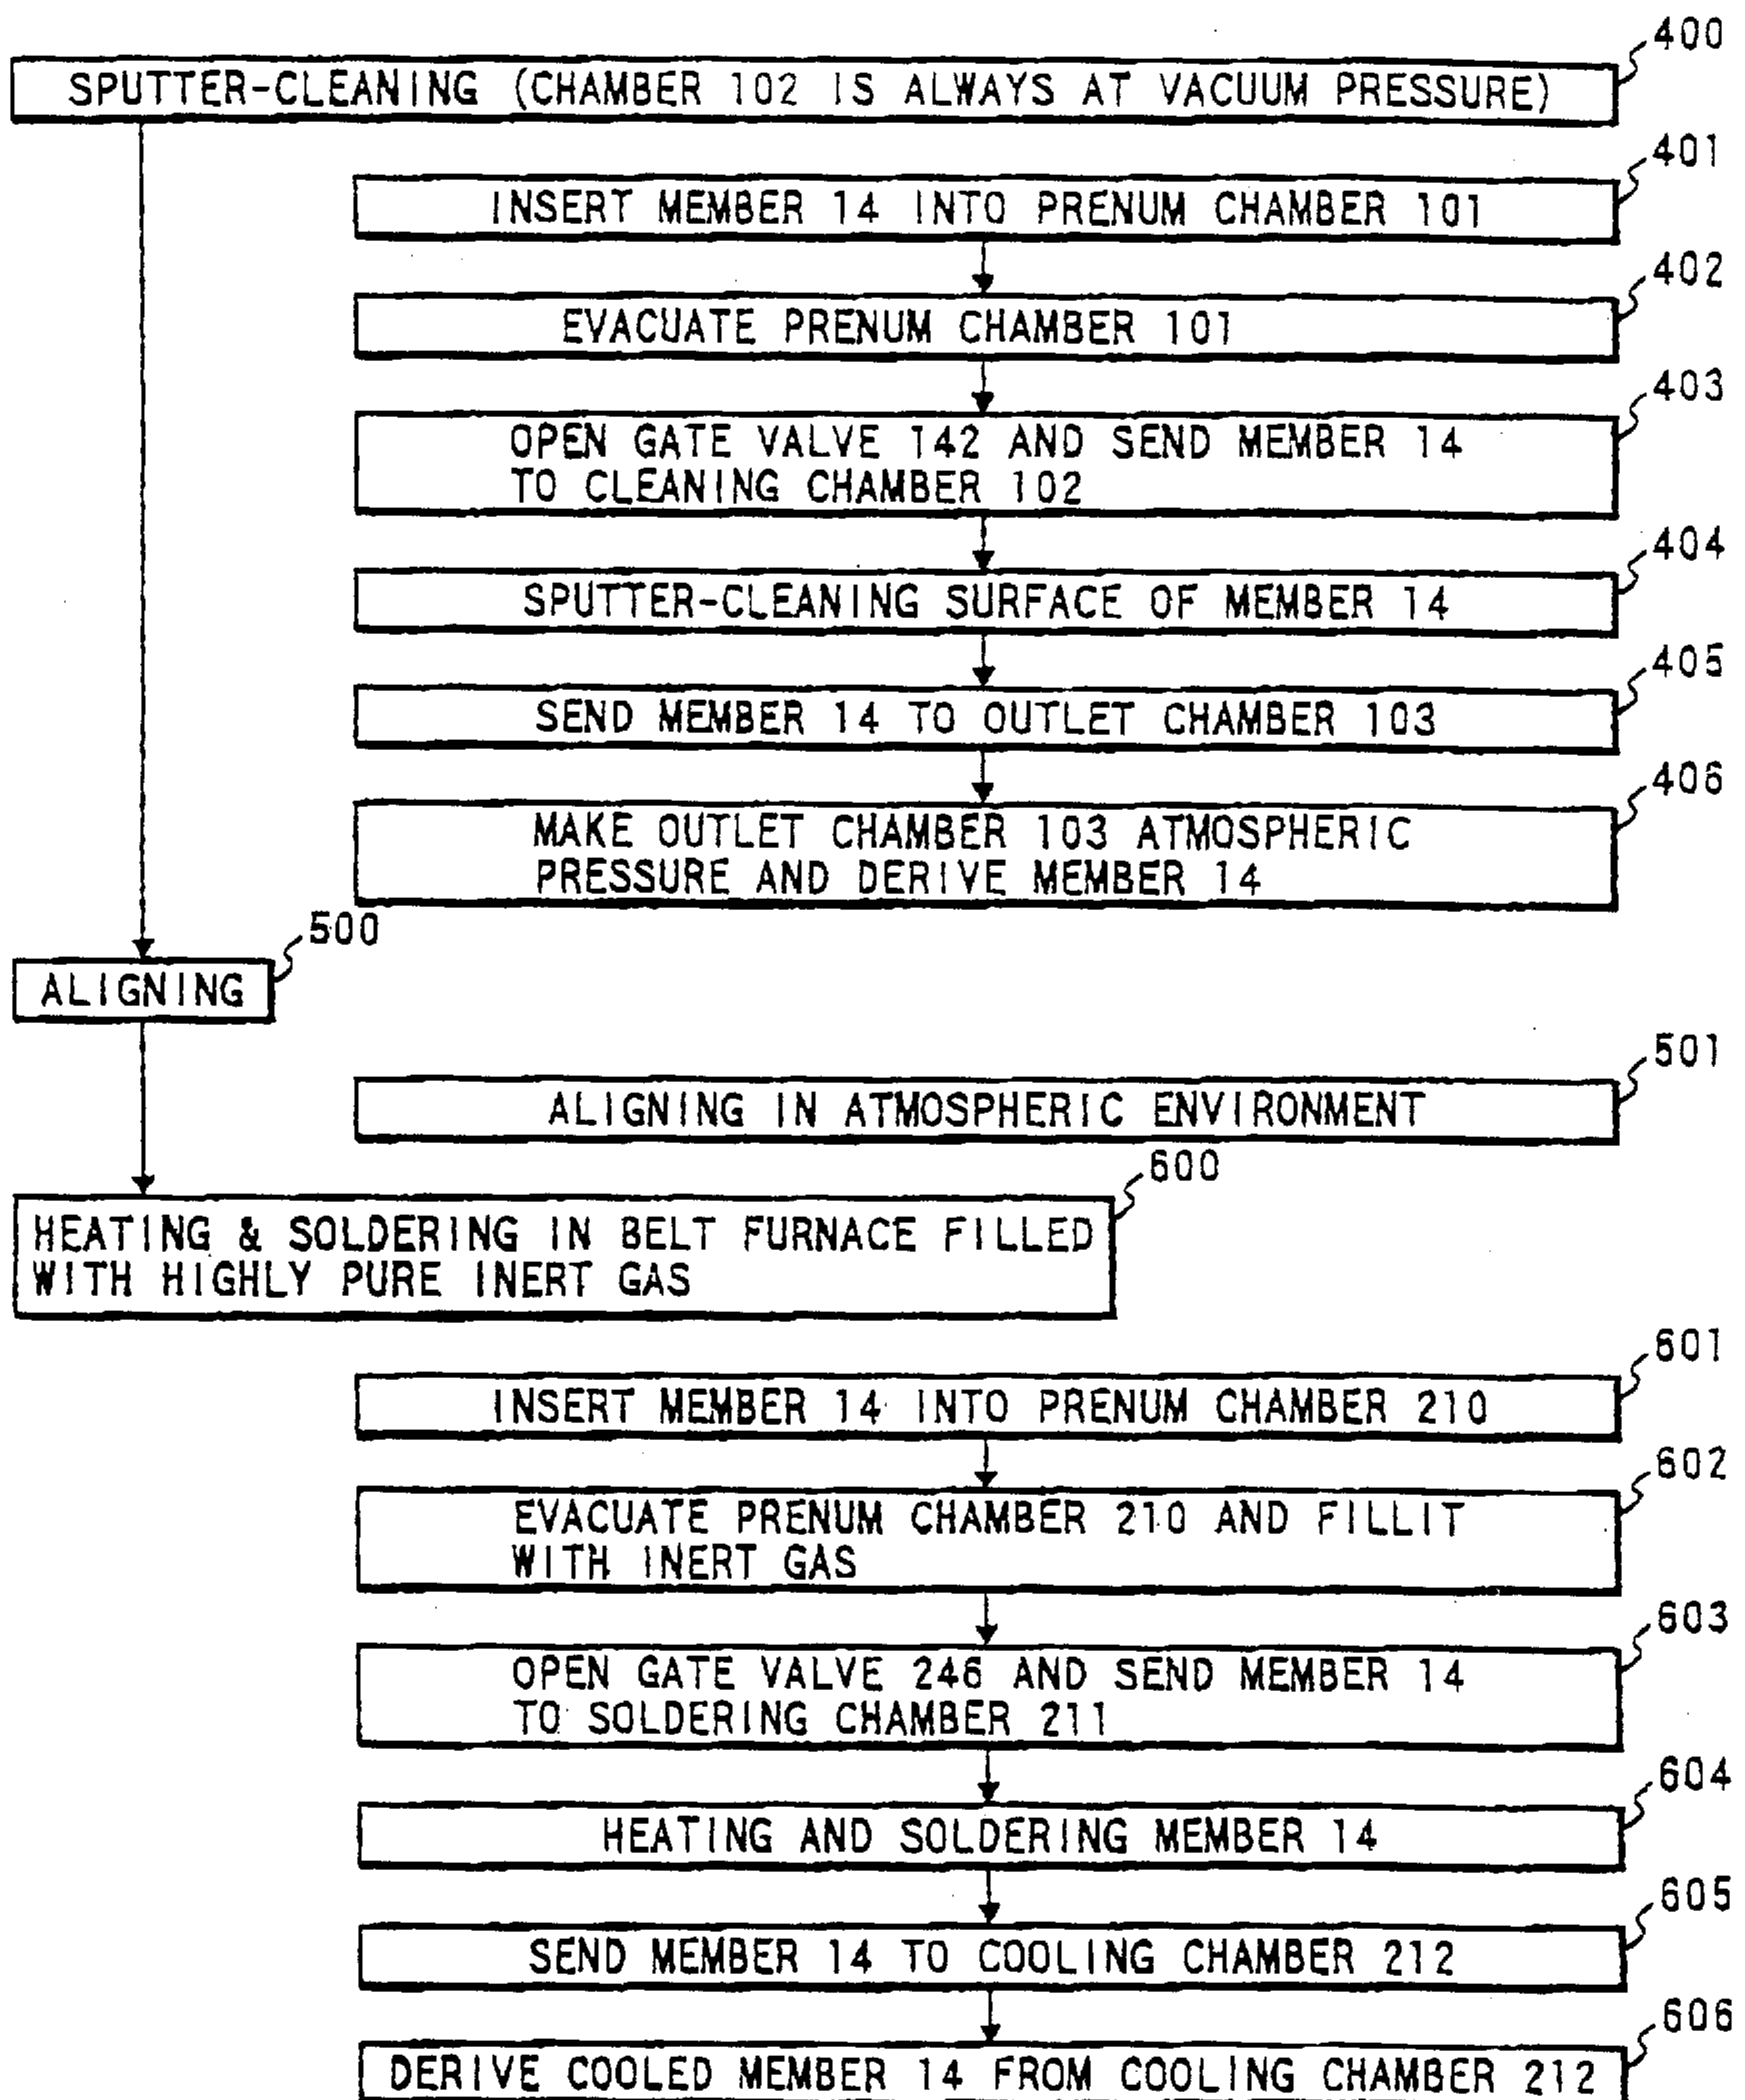 400
SPUTTER-CLEANING (CHAMBER 102 IS ALWAYS AT VACUUM PRESSURE)
401
INSERT MEMBER 14 INTO PRENUM CHAMBER 101
402
EVACUATE PRENUM CHAMBER 101
403
OPEN GATE VALVE 142 AND SEND MEMBER 14
TO CLEANING CHAMBER 102
404
SPUTTER-CLEANING SURFACE OF MEMBER 14
405
SEND MEMBER 14 TO OUTLET CHAMBER 103
406
MAKE OUTLET CHAMBER 103 ATMOSPHERIC
PRESSURE AND DERIVE MEMBER 14
500
ALIGNING
501
ALIGNING IN ATMOSPHERIC ENVIRONMENT
600
HEATING & SOLDERING IN BELT FURNACE FILLED
WITH HIGHLY PURE INERT GAS
601
INSERT MEMBER 14 INTO PRENUM CHAMBER 210
602
EVACUATE PRENUM CHAMBER 210 AND FILLIT
WITH INERT GAS
603
OPEN GATE VALVE 246 AND SEND MEMBER 14
TO SOLDERING CHAMBER 211
604
HEATING AND SOLDERING MEMBER 14
605
SEND MEMBER 14 TO COOLING CHAMBER 212
606
DERIVE COOLED MEMBER 14 FROM COOLING CHAMBER 212